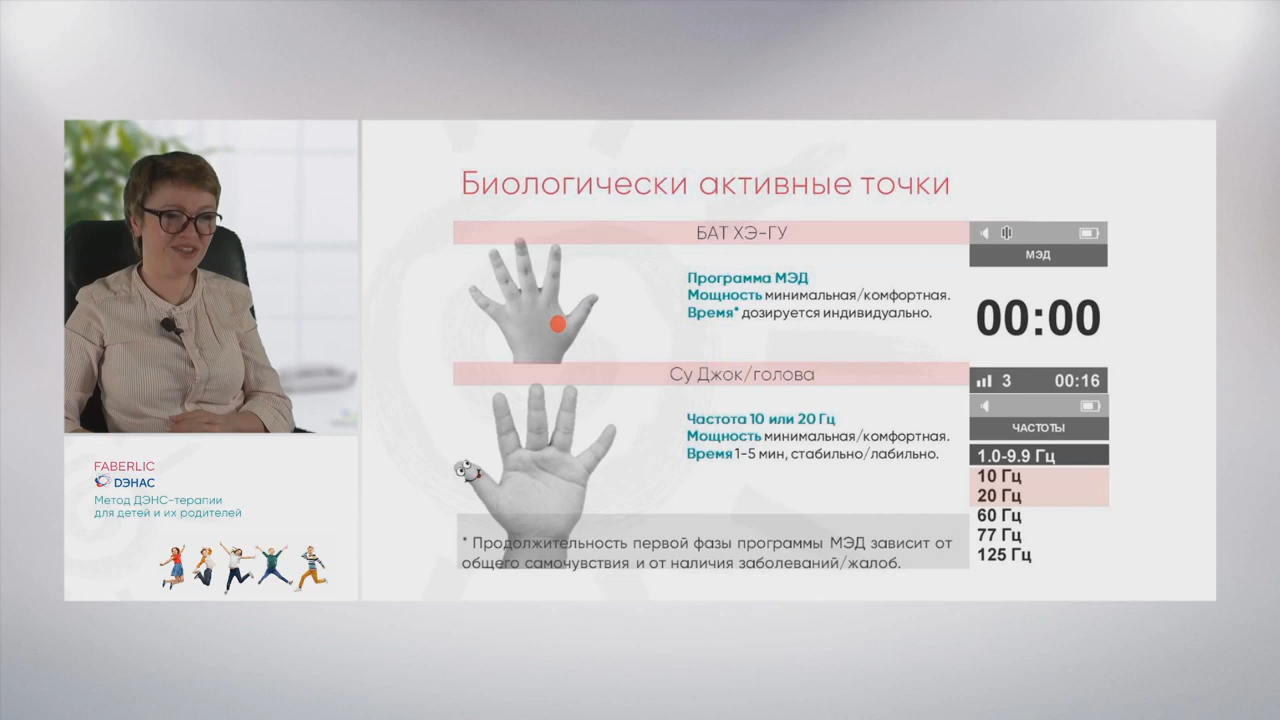 Биологически активные точки
БАТ ХЭ-ГУ
Программа МЭД
Мощность минимальная/комфортная.
Время* дозируется индивидуально.
МЭД
00:00
3 00:16
Су Джок/голова
Частота 10 или 20 Гц
Мощность минимальная/комфортная.
Время 1-5 мин, стабильно/лабильно.
ЧАСТОТЫ
1.0-9.9 Гц
10 Гц
20 Гц
60 Гц
77 Гц
125 Гц
* Продолжительность первой фазы программы МЭД зависит от
общего самочувствия и от наличия заболеваний/жалоб.
FABERLIC
DЭНАС
Метод ДЭНС-терапии
для детей и их родителей